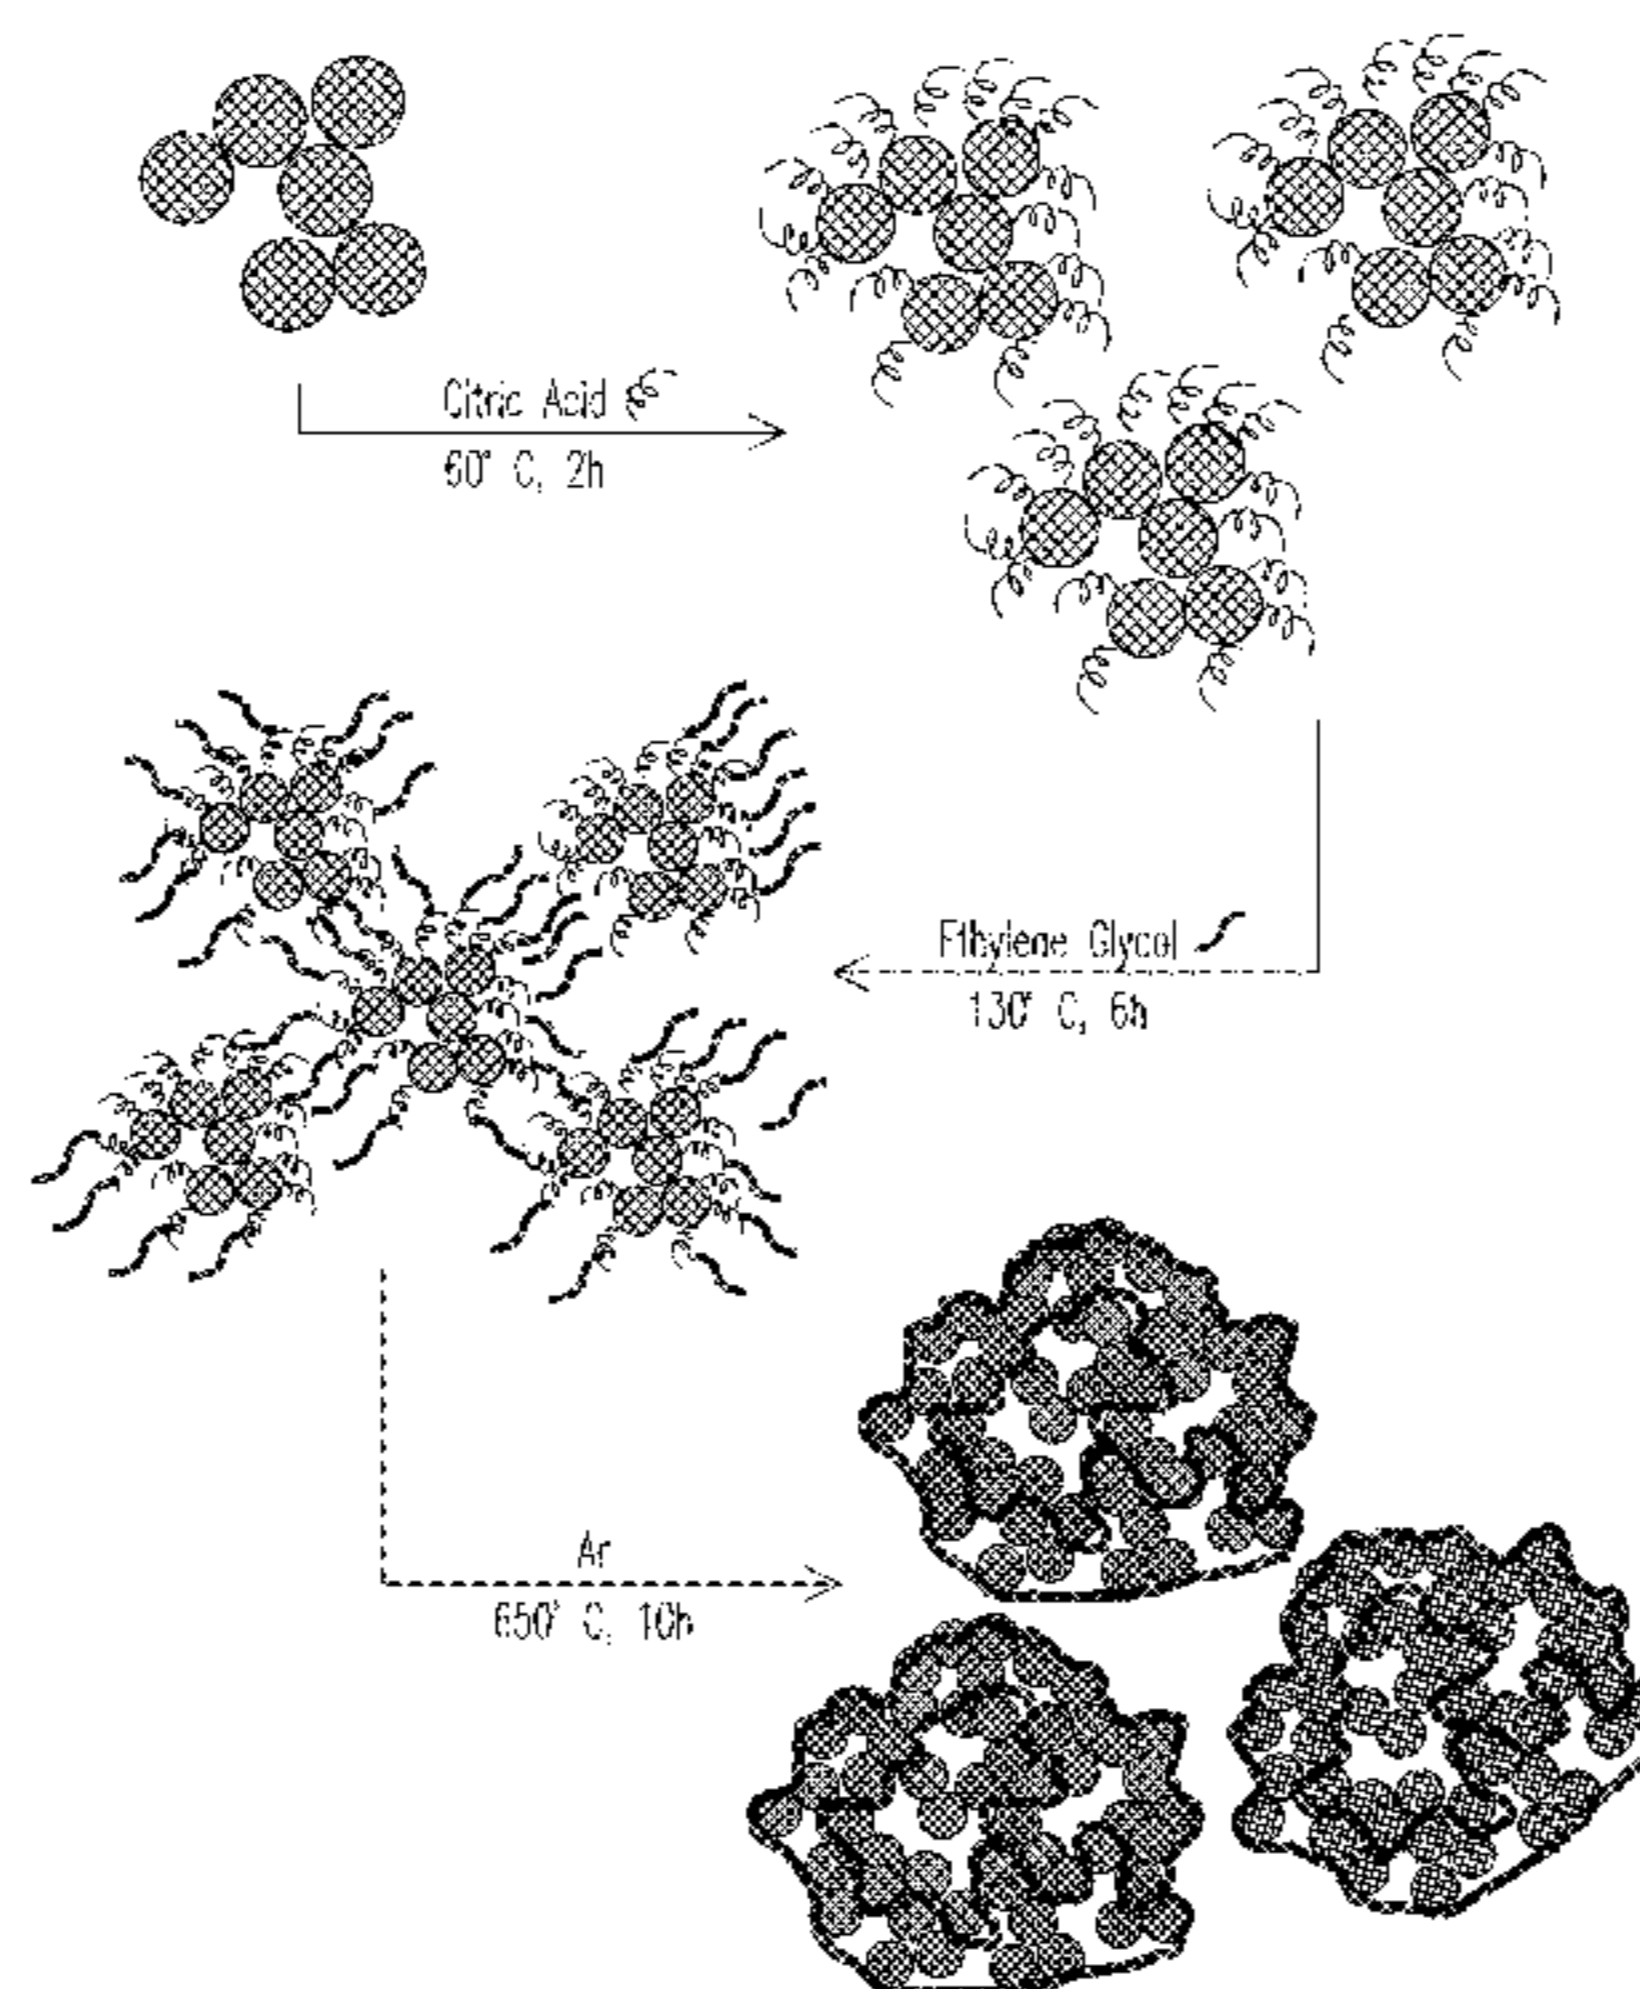 Citric Acid
60° C, 2h
Ethylene Glycol
130° C, 6h
Ar
650° C, 10h